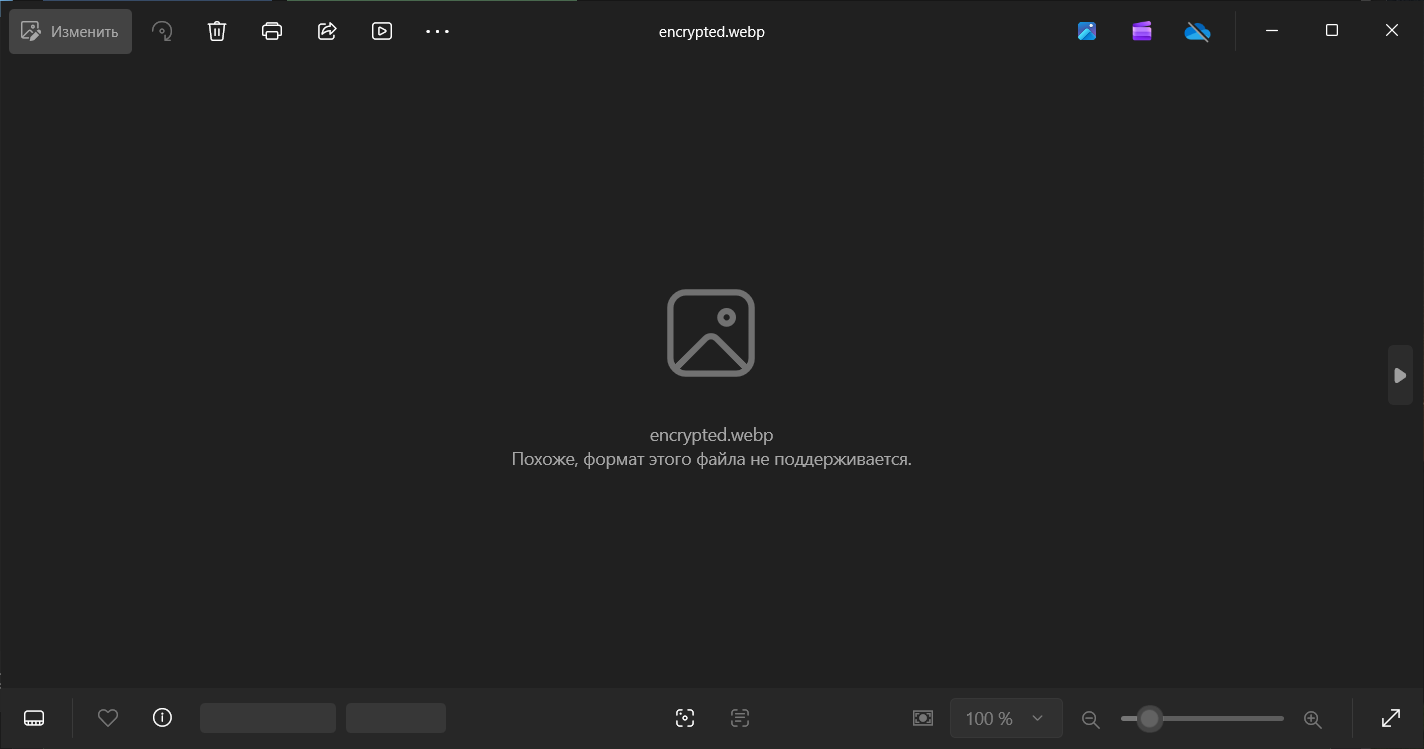 Изменить
encrypted.webp
encrypted.webp
Похоже, формат этого файла не поддерживается.
100 %